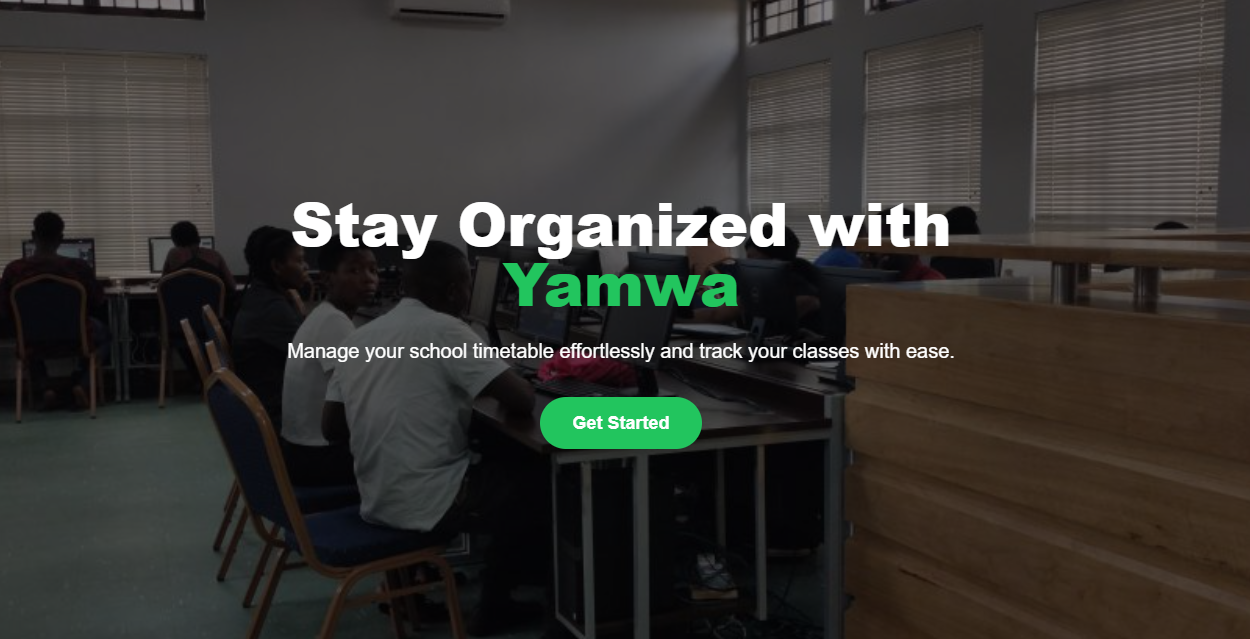 Stay Organized with
Yamwa
Manage your school timetable effortlessly and track your classes with ease.
Get Started